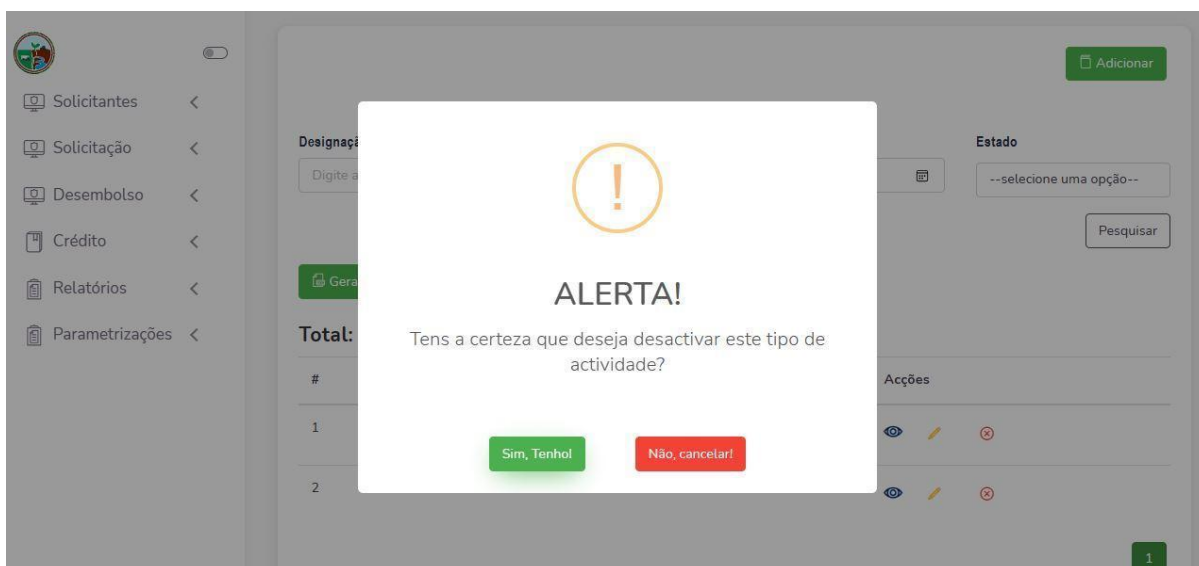 Adicionar
Solicitantes
Solicitação
Desembolso
Crédito
Relatórios
Parametrizações
Designaçã
Estado
Digite a
--selecione uma opção--
Pesquisar
Gera
Total:
ALERTA!
Tens a certeza que deseja desactivar este tipo de
actividade?
# Acções
1
Sim, Tenho! Não, cancelar!
2
1